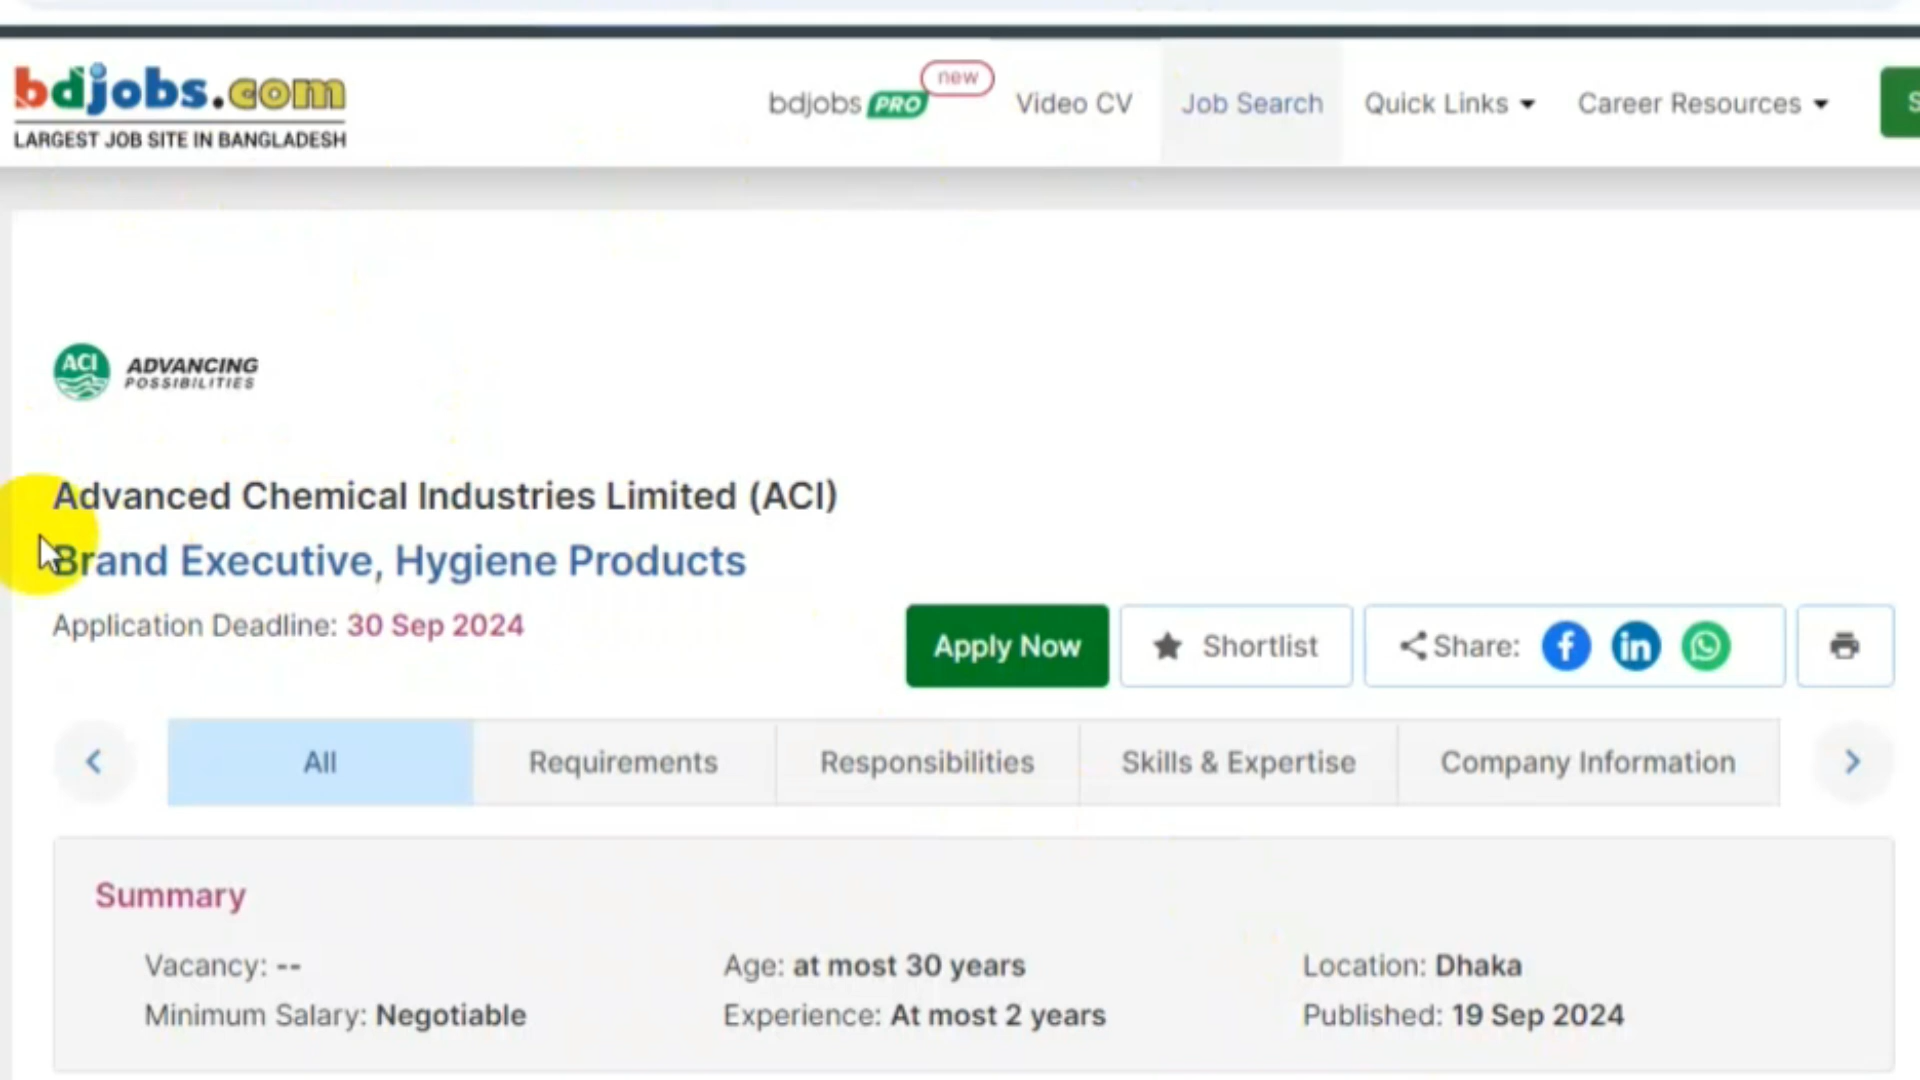 bdjobs.com
LARGEST JOB SITE IN BANGLADESH
bdjobs PRO new Video CV Job Search Quick Links Career Resources
ACI ADVANCING
POSSIBILITIES
Advanced Chemical Industries Limited (ACI)
Brand Executive, Hygiene Products
Application Deadline: 30 Sep 2024
Apply Now Shortlist Share:
All Requirements Responsibilities Skills & Expertise Company Information
Summary
Vacancy: -- Age: at most 30 years Location: Dhaka
Minimum Salary: Negotiable Experience: At most 2 years Published: 19 Sep 2024